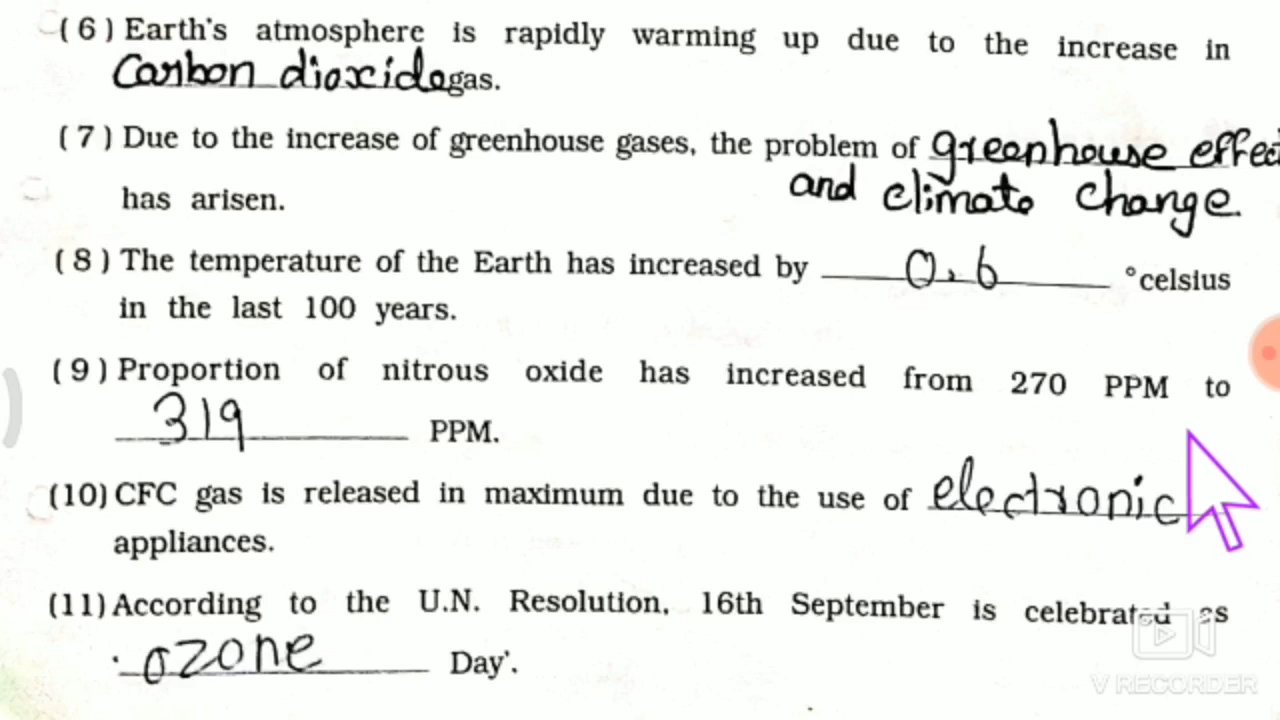 (6) Earth's atmosphere is rapidly warming up due to the increase in
Carbon dioxide gas.
(7) Due to the increase of greenhouse gases, the problem of greenhouse effect
and climate change.
has arisen.
(8) The temperature of the Earth has increased by 0.6 °celsius
in the last 100 years.
(9) Proportion of nitrous oxide has increased from 270 PPM to
319 PPM.
(10) CFC gas is released in maximum due to the use of electronic
appliances.
(11) According to the U.N. Resolution, 16th September is celebrated as
'ozone Day'.
V RECORDER